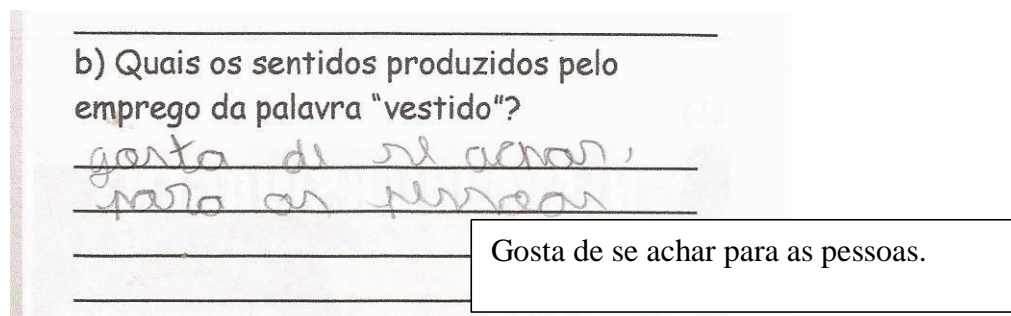 b) Quais os sentidos produzidos pelo
emprego da palavra "vestido"?
gosta de se achar,
para as pessoas
Gosta de se achar para as pessoas.